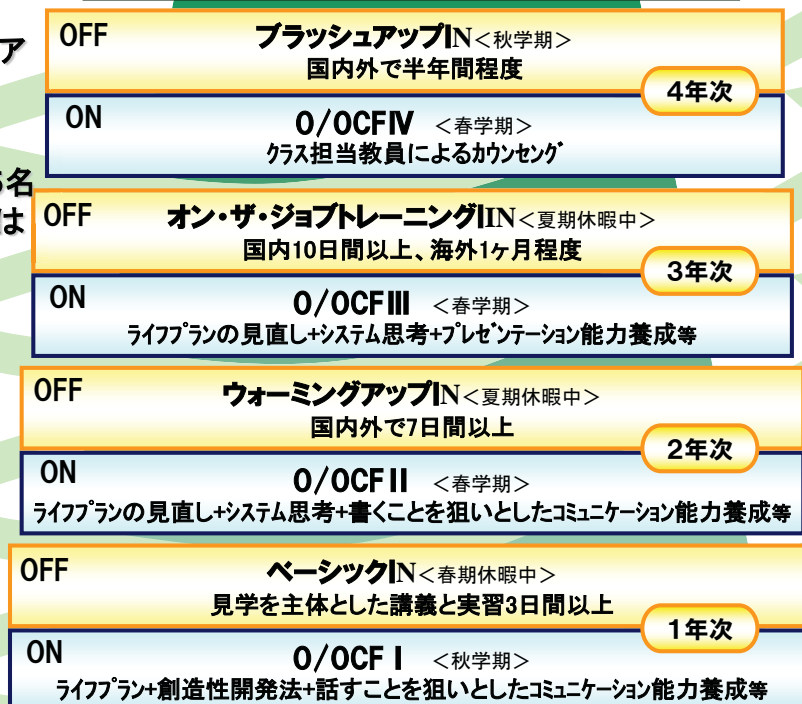 ア
OFF ブラッシュアップIN＜秋学期＞
国内外で半年間程度
4年次
ON O/OCFⅣ ＜春学期＞
クラス担当教員によるカウンセング
5名
は
OFF オン・ザ・ジョブトレーニングIIN＜夏期休暇中＞
国内10日間以上、海外1ヶ月程度
3年次
ON O/OCFⅢ ＜春学期＞
ライフプランの見直し+システム思考+プレゼンテーション能力養成等
OFF ウォーミングアップIN＜夏期休暇中＞
国内外で7日間以上
2年次
ON O/OCFⅡ ＜春学期＞
ライフプランの見直し+システム思考+書くことを狙いとしたコミュニケーション能力養成等
OFF ベーシックIN＜春期休暇中＞
見学を主体とした講義と実習3日間以上
1年次
ON O/OCFⅠ ＜秋学期＞
ライフプラン+創造性開発法+話すことを狙いとしたコミュニケーション能力養成等